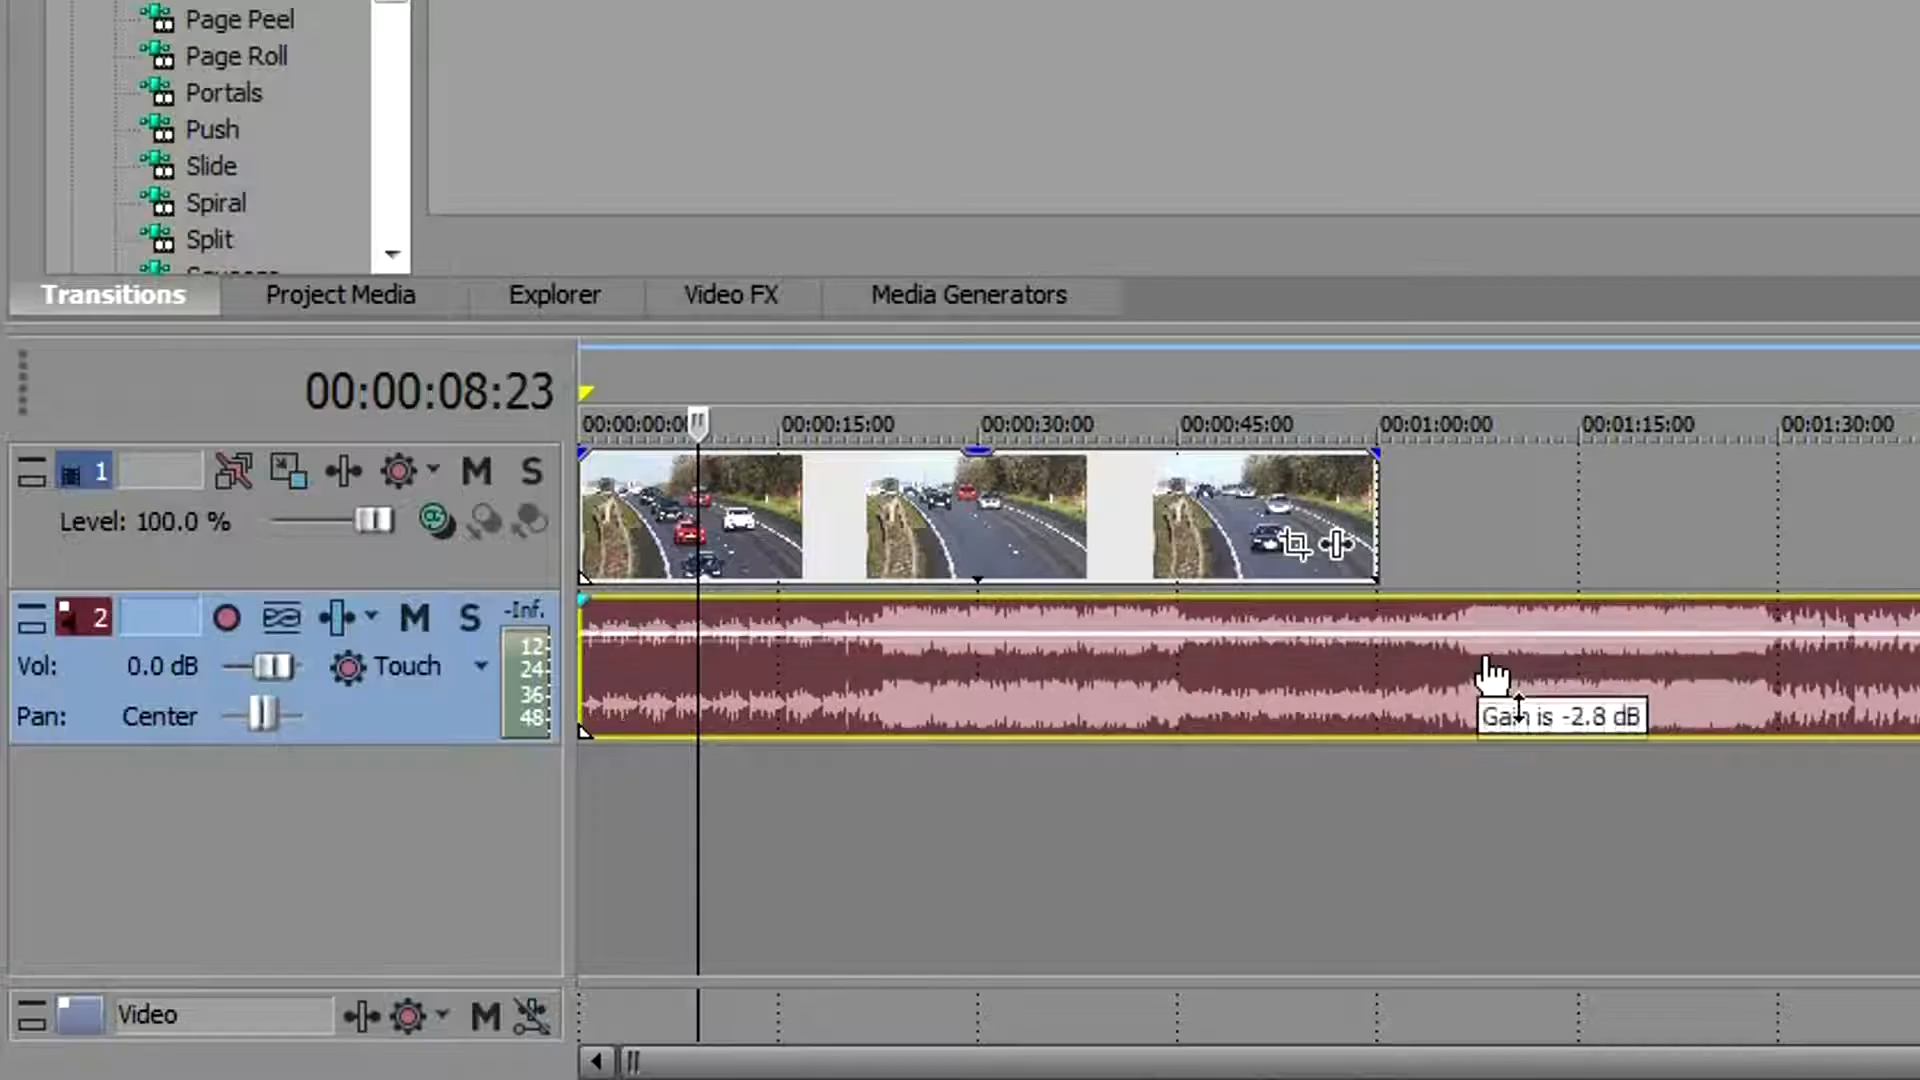 Page Peel
Page Roll
Portals
Push
Slide
Spiral
Split
Transitions Project Media Explorer Video FX Media Generators
00:00:08:23
00:00:00:0 00:00:15:00 00:00:30:00 00:00:45:00 00:01:00:00 00:01:15:00 00:01:30:00
1 M S
Level: 100.0 %
2 M S -Inf.
12
Vol: 0.0 dB Touch 24
36
Pan: Center 48
Gain is -2.8 dB
Video M